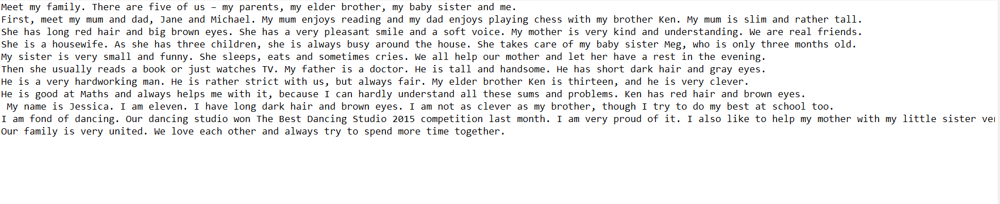 Meet my family. There are five of us – my parents, my elder brother, my baby sister and me.
First, meet my mum and dad, Jane and Michael. My mum enjoys reading and my dad enjoys playing chess with my brother Ken. My mum is slim and rather tall.
She has long red hair and big brown eyes. She has a very pleasant smile and a soft voice. My mother is very kind and understanding. We are real friends.
She is a housewife. As she has three children, she is always busy around the house. She takes care of my baby sister Meg, who is only three months old.
My sister is very small and funny. She sleeps, eats and sometimes cries. We all help our mother and let her have a rest in the evening.
Then she usually reads a book or just watches TV. My father is a doctor. He is tall and handsome. He has short dark hair and gray eyes.
He is a very hardworking man. He is rather strict with us, but always fair. My elder brother Ken is thirteen, and he is very clever.
He is good at Maths and always helps me with it, because I can hardly understand all these sums and problems. Ken has red hair and brown eyes.
My name is Jessica. I am eleven. I have long dark hair and brown eyes. I am not as clever as my brother, though I try to do my best at school too.
I am fond of dancing. Our dancing studio won The Best Dancing Studio 2015 competition last month. I am very proud of it. I also like to help my mother with my little sister
Our family is very united. We love each other and always try to spend more time together.